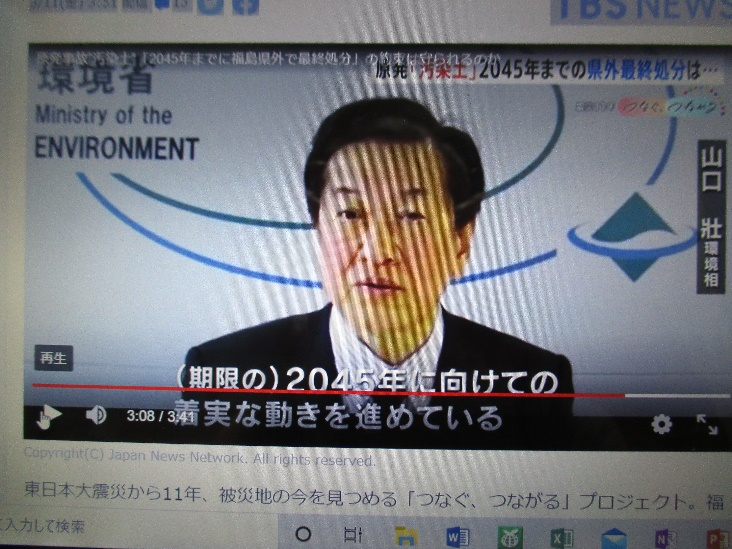 TBS NEWS
原発事故"汚染土"「2045年までに福島県外で最終処分」の約束は守られるのか
原発「汚染土」2045年までの県外最終処分は…
環境省
Ministry of the
ENVIRONMENT
つなぐ、つながる
山口 壯 環境相
再生
(期限の)2045年に向けての
着実な動きを進めている
3:08 / 3:41
Copyright(C) Japan News Network. All rights reserved.
東日本大震災から11年、被災地の今を見つめる「つなぐ、つながる」プロジェクト。福
入力して検索